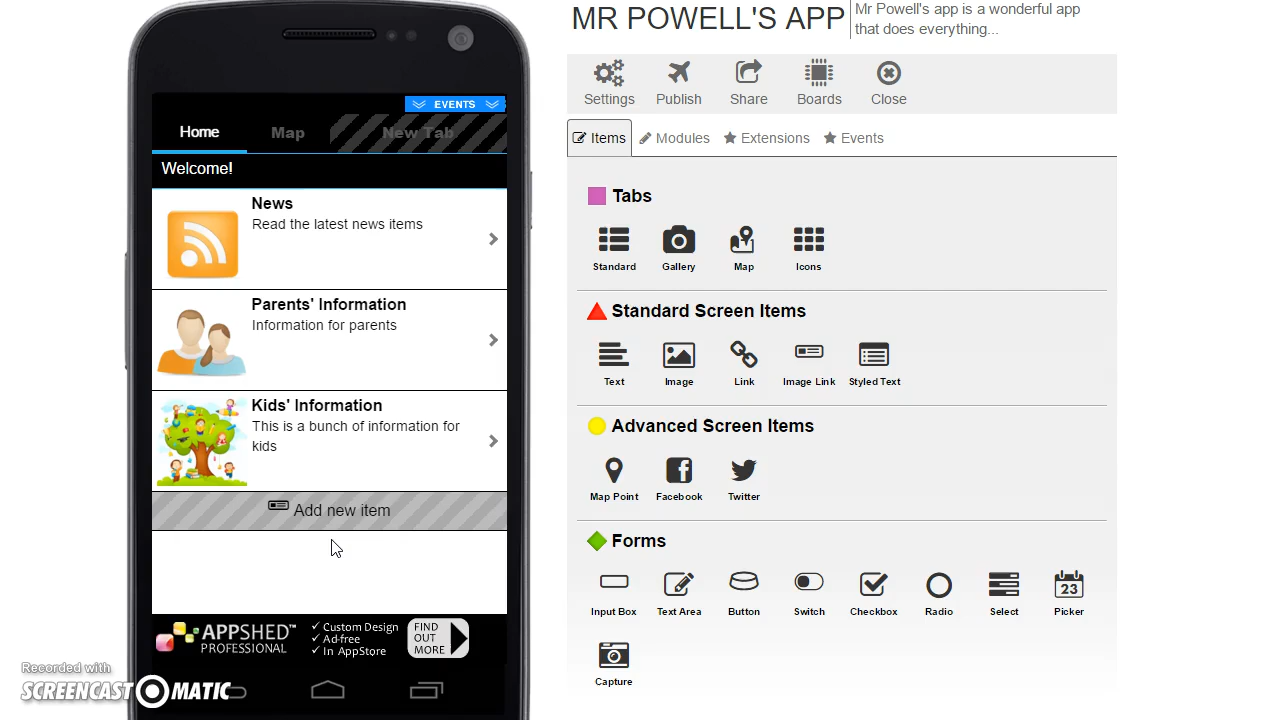 MR POWELL'S APP
Mr Powell's app is a wonderful app
that does everything...
EVENTS
Home Map New Tab
Welcome!
News
Read the latest news items
Parents' Information
Information for parents
Kids' Information
This is a bunch of information for
kids
Add new item
APPSHED™
PROFESSIONAL
✓ Custom Design
✓ Ad-free
✓ In AppStore
FIND
OUT
MORE
Recorded with
SCREENCAST MATIC
Settings Publish Share Boards Close
Items Modules Extensions Events
Tabs
Standard Gallery Map Icons
Standard Screen Items
Text Image Link Image Link Styled Text
Advanced Screen Items
Map Point Facebook Twitter
Forms
23
Input Box Text Area Button Switch Checkbox Radio Select Picker
Capture